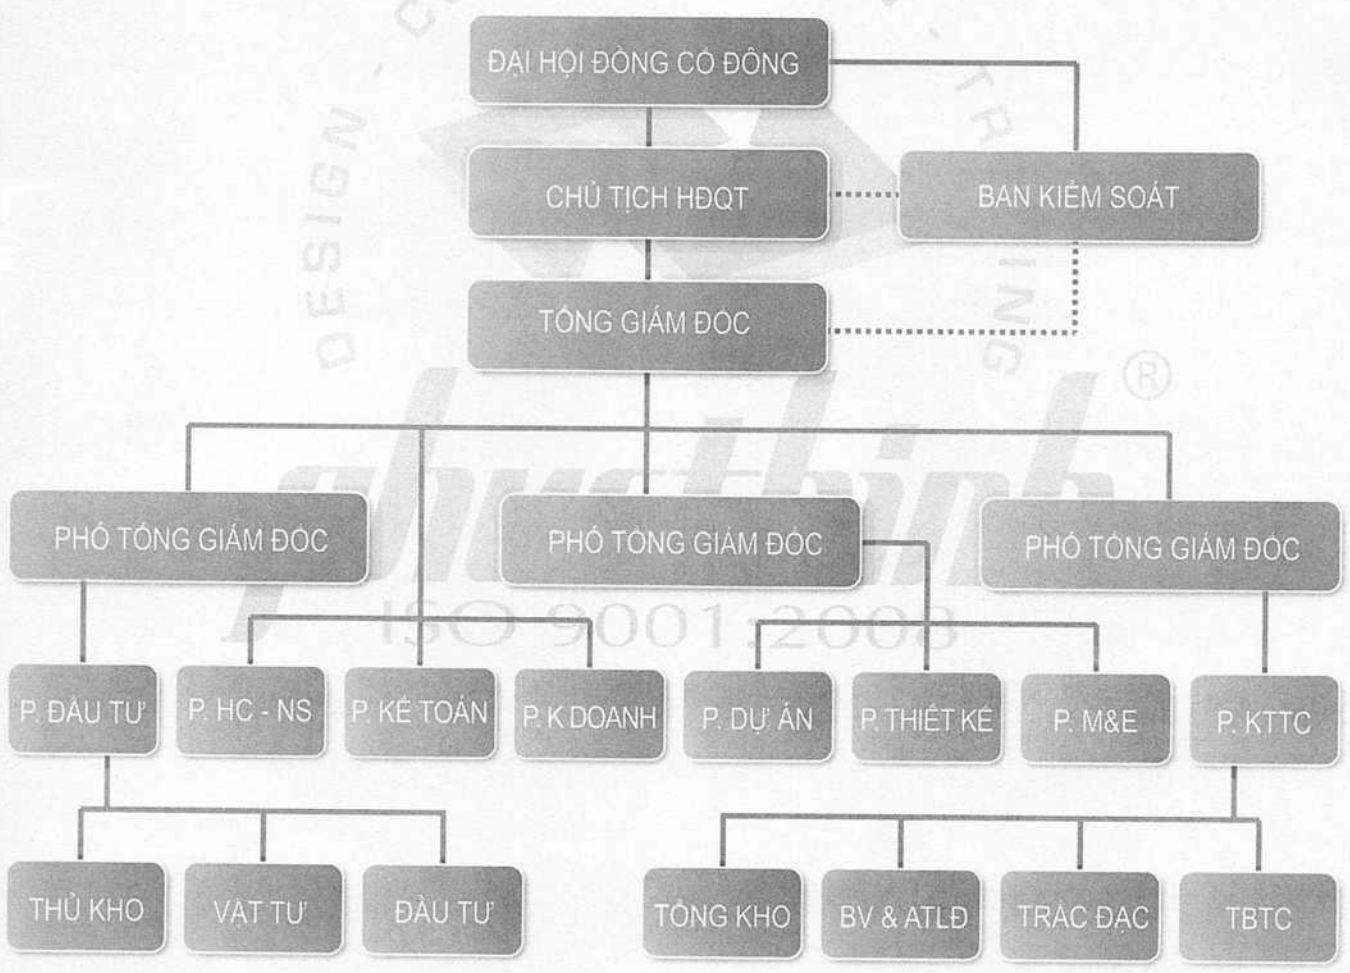 ĐẠI HỘI ĐỒNG CỔ ĐÔNG
CHỦ TỊCH HĐQT
BAN KIỂM SOÁT
TỔNG GIÁM ĐỐC
DESIGN
phucthinh ®
ISO 9001:2008
PHÓ TỔNG GIÁM ĐỐC
PHÓ TỔNG GIÁM ĐỐC
PHÓ TỔNG GIÁM ĐỐC
P. ĐẦU TƯ
P. HC - NS
P. KẾ TOÁN
P. K DOANH
P. DỰ ÁN
P. THIẾT KẾ
P. M&E
P. KTTC
THỦ KHO
VẬT TƯ
ĐẦU TƯ
TỔNG KHO
BV & ATLĐ
TRẮC ĐẠC
TBTC